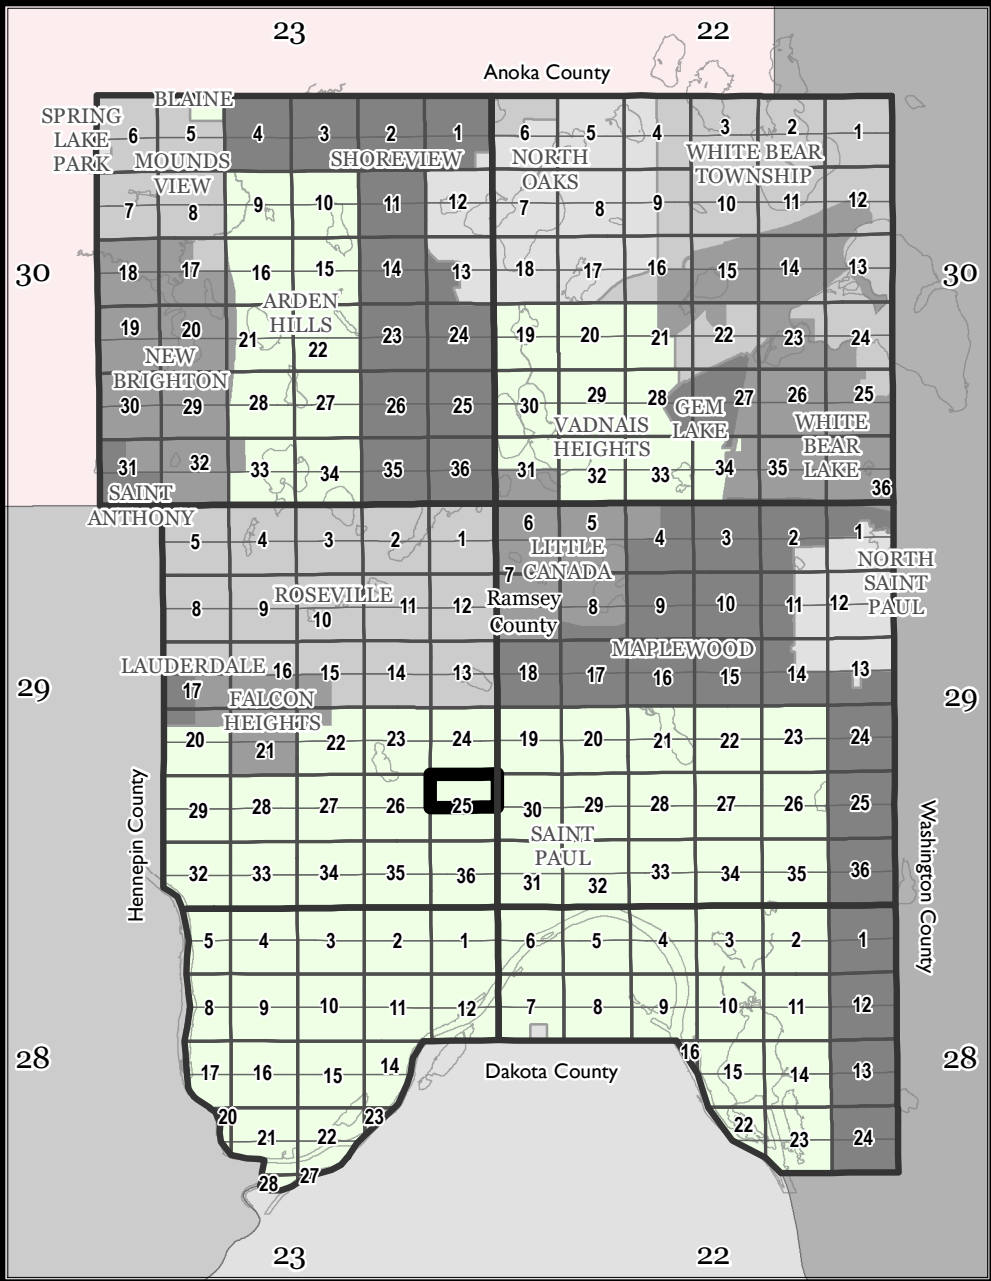 23 22
Anoka County
BLAINE
SPRING
LAKE
PARK
6 5 4 3 2 1 6 5 4 3 2 1
MOUNDS
VIEW
SHOREVIEW
NORTH
OAKS
WHITE BEAR
TOWNSHIP
7 8 9 10 11 12 7 8 9 10 11 12
30 18 17 16 15 14 13 18 17 16 15 14 13 30
ARDEN
HILLS
19 20 21 22 23 24 19 20 21 22 23 24
NEW
BRIGHTON
30 29 28 27 26 25 30 29 28 27 26 25
GEM
LAKE
VADNAIS
HEIGHTS
WHITE
BEAR
LAKE
31 32 33 34 35 36 31 32 33 34 35 36
SAINT
ANTHONY
5 4 3 2 1 6 5 4 3 2 1
LITTLE
CANADA
NORTH
SAINT
PAUL
ROSEVILLE
8 9 10 11 12 7 8 9 10 11 12
Ramsey
County
MAPLEWOOD
LAUDERDALE
29 17 16 15 14 13 18 17 16 15 14 13 29
FALCON
HEIGHTS
20 21 22 23 24 19 20 21 22 23 24
Hennepin County
29 28 27 26 25 30 29 28 27 26 25
Washington County
SAINT
PAUL
32 33 34 35 36 31 32 33 34 35 36
5 4 3 2 1 6 5 4 3 2 1
8 9 10 11 12 7 8 9 10 11 12
28 17 16 15 14 16 15 14 13 28
Dakota County
20 21 22 23 22 23 24
28 27
23 22